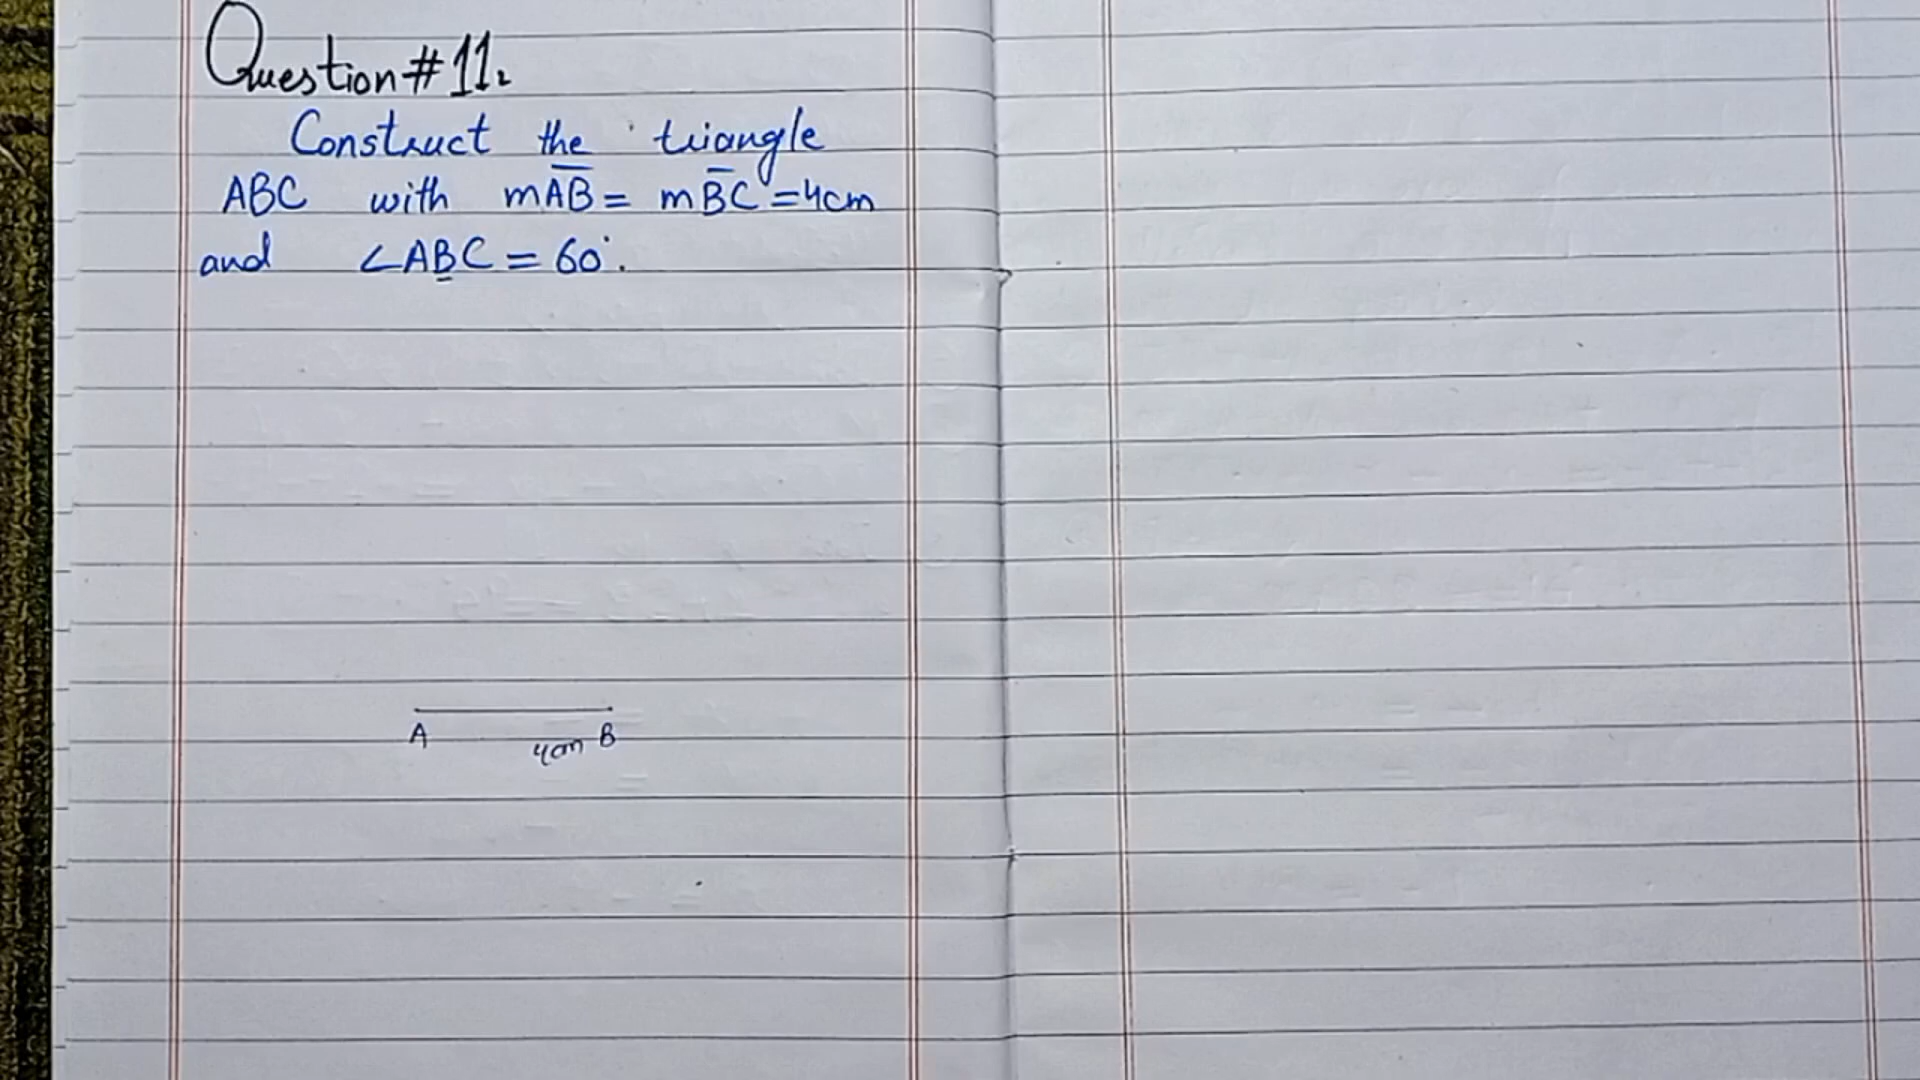 Question # 11.
Construct the triangle
ABC with mAB = mBC = 4cm
and ∠ABC = 60°.
A 4cm B